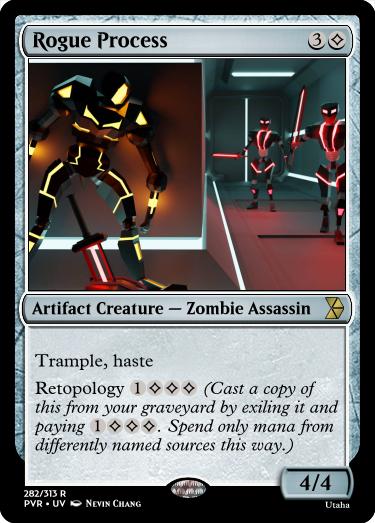 Rogue Process 3
Artifact Creature — Zombie Assassin
Trample, haste
Retopology 1 (Cast a copy of
this from your graveyard by exiling it and
paying 1. Spend only mana from
differently named sources this way.)
4/4
282/313 R
PVR • UV Nevin Chang
Utaha